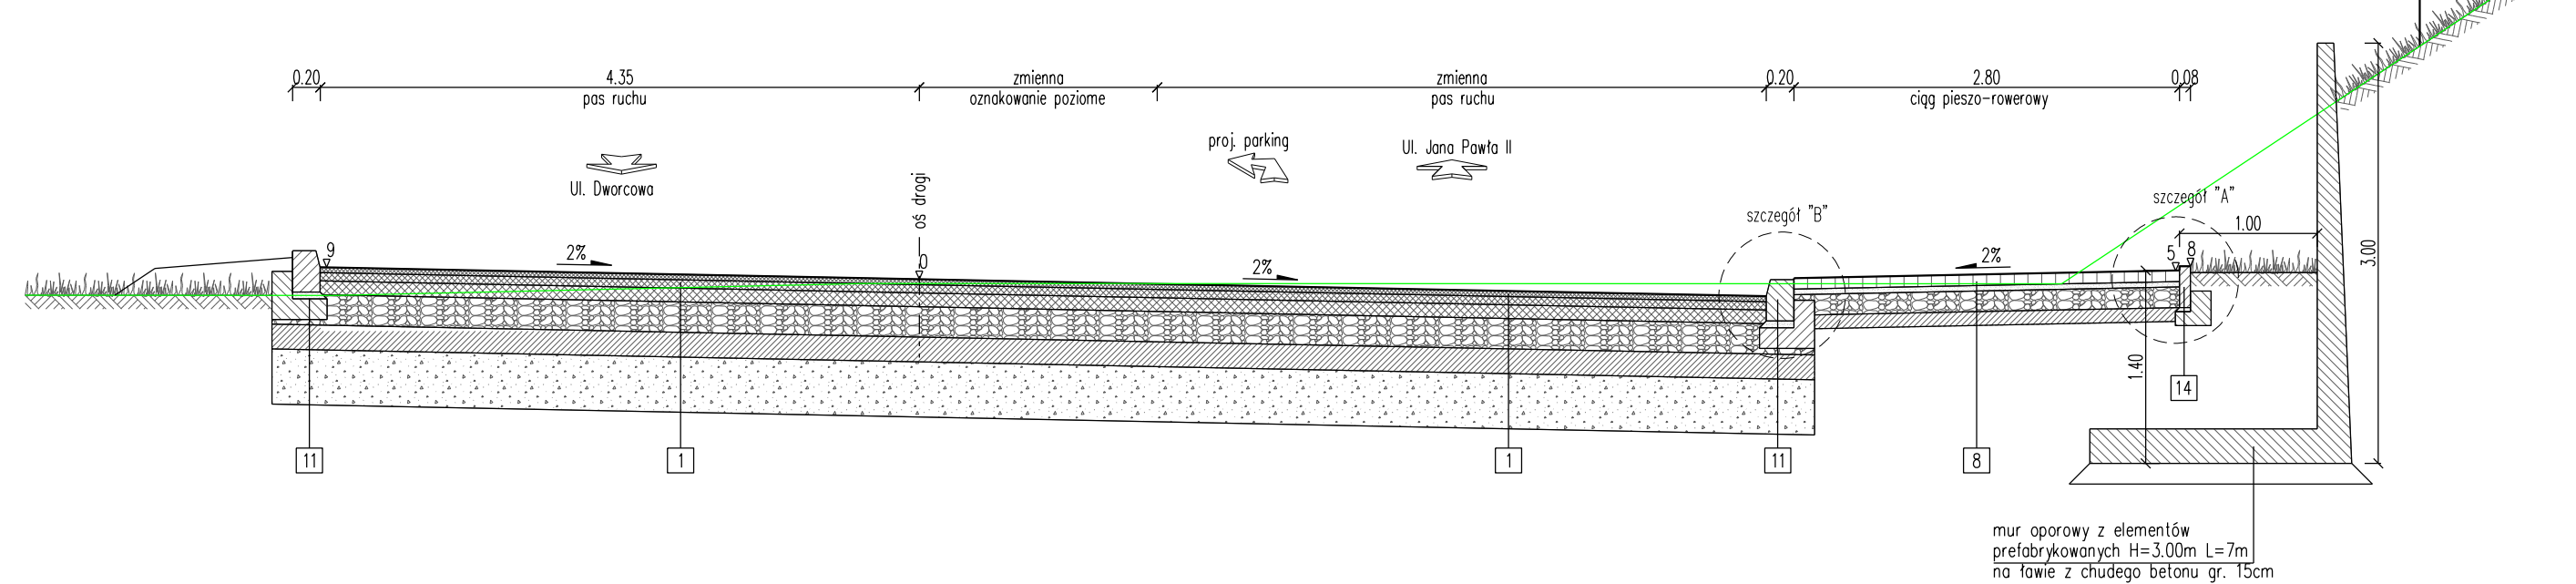 0.20 4.35 zmienna zmienna 0.20 2.80 0.08
pas ruchu oznakowanie poziome pas ruchu ciąg pieszo-rowerowy
proj. parking
Ul. Jana Pawła II
Ul. Dworcowa
oś drogi
szczegół "A"
szczegół "B"
1.00
3.00
9
2%
0
2%
2%
5 8
1.40
14
11 1 1 11 8
mur oporowy z elementów
prefabrykowanych H=3.00m L=7m
na ławie z chudego betonu gr. 15cm